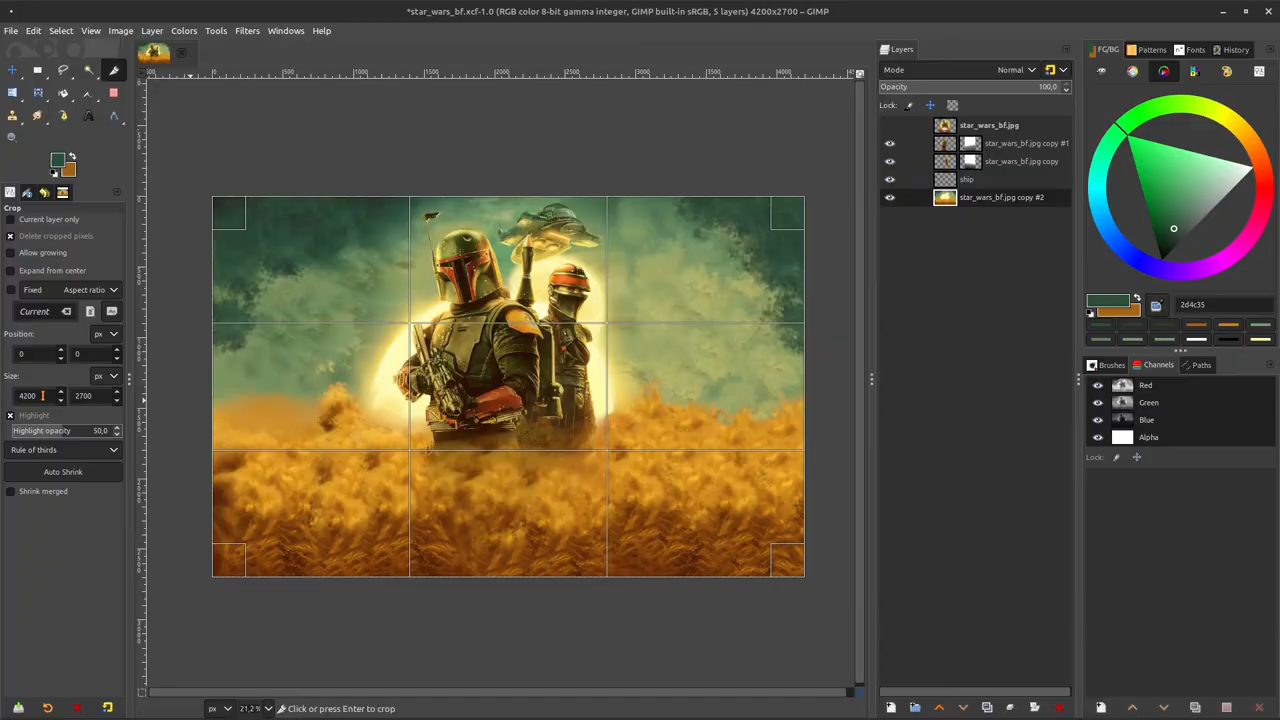 *star_wars_bf.xcf-1.0 (RGB color 8-bit gamma integer, GIMP built-in sRGB, 5 layers) 4200x2700 – GIMP
File Edit Select View Image Layer Colors Tools Filters Windows Help
Layers
FG/BG Patterns Fonts History
Mode Normal
Opacity 100,0
Lock:
star_wars_bf.jpg
star_wars_bf.jpg copy #1
star_wars_bf.jpg copy
ship
star_wars_bf.jpg copy #2
Crop
Current layer only
Delete cropped pixels
Allow growing
Expand from center
Fixed Aspect ratio
Current
Position: px
0 0
Size: px
4200 2700
Highlight
Highlight opacity 50,0
Rule of thirds
Auto Shrink
Shrink merged
2d4c35
Brushes Channels Paths
Red
Green
Blue
Alpha
Lock:
px 21,2% Click or press Enter to crop